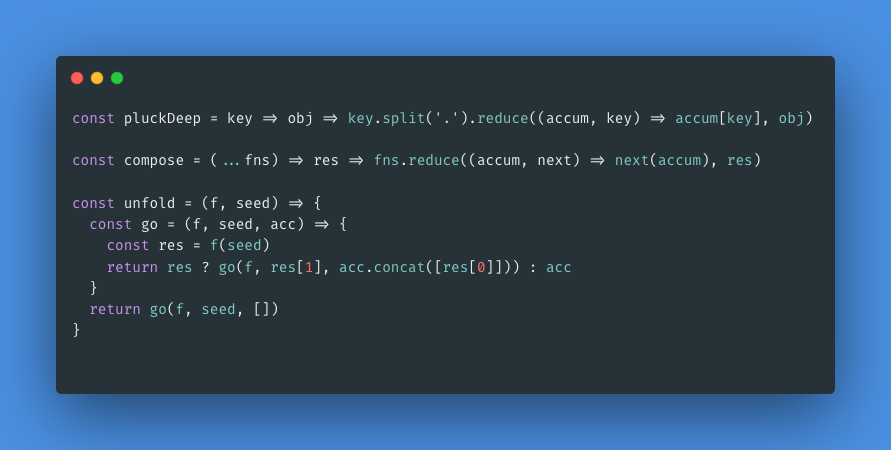 const pluckDeep = key => obj => key.split('.').reduce((accum, key) => accum[key], obj)
const compose = (...fns) => res => fns.reduce((accum, next) => next(accum), res)
const unfold = (f, seed) => {
const go = (f, seed, acc) => {
const res = f(seed)
return res ? go(f, res[1], acc.concat([res[0]])) : acc
}
return go(f, seed, [])
}